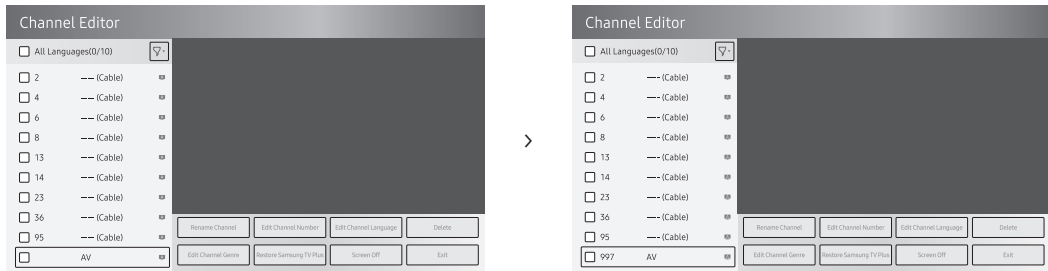 Channel Editor
All Languages(0/10)
2 —— (Cable)
4 —— (Cable)
6 —— (Cable)
8 —— (Cable)
13 —— (Cable)
14 —— (Cable)
23 —— (Cable)
36 —— (Cable)
95 —— (Cable)
AV
Rename Channel Edit Channel Number Edit Channel Language Delete
Edit Channel Genre Restore Samsung TV Plus Screen Off Exit
>
Channel Editor
All Languages(0/10)
2 —- (Cable)
4 —- (Cable)
6 —- (Cable)
8 —- (Cable)
13 —- (Cable)
14 —- (Cable)
23 —- (Cable)
36 —- (Cable)
95 —- (Cable)
997 AV
Rename Channel Edit Channel Number Edit Channel Language Delete
Edit Channel Genre Restore Samsung TV Plus Screen Off Exit